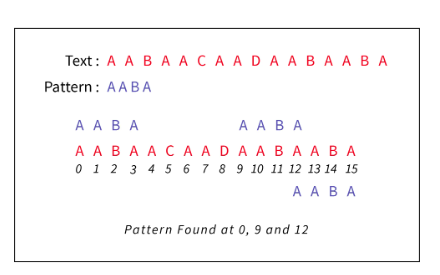 Text : A A B A A C A A D A A B A A B A
Pattern : A A B A
A A B A A A B A
A A B A A C A A D A A B A A B A
0 1 2 3 4 5 6 7 8 9 10 11 12 13 14 15
A A B A
Pattern Found at 0, 9 and 12